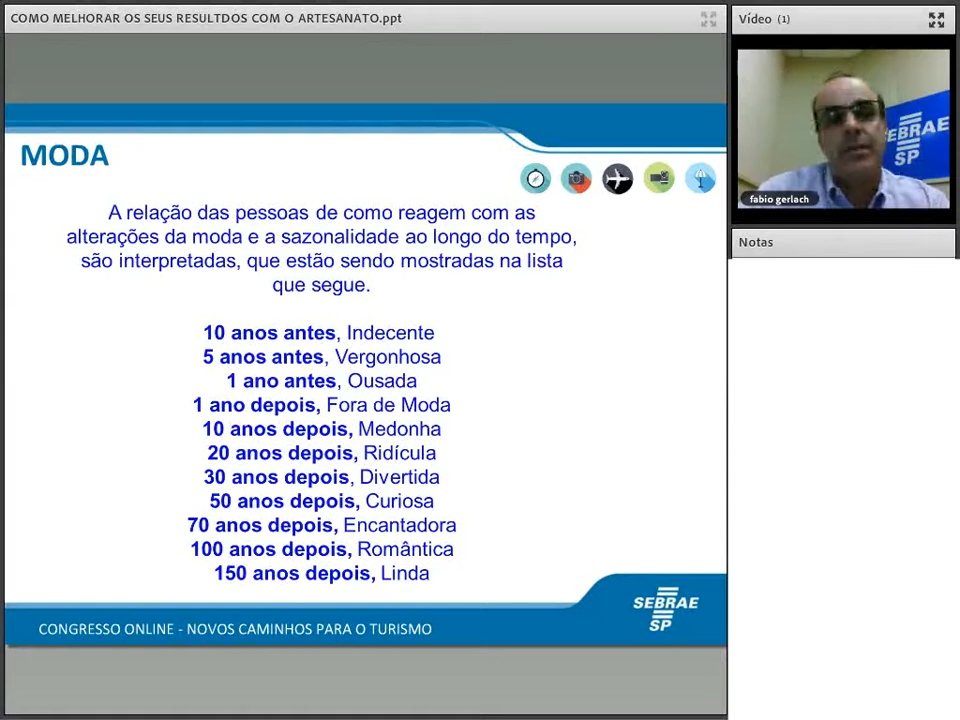 COMO MELHORAR OS SEUS RESULTDOS COM O ARTESANATO.ppt
MODA
A relação das pessoas de como reagem com as
alterações da moda e a sazonalidade ao longo do tempo,
são interpretadas, que estão sendo mostradas na lista
que segue.
10 anos antes, Indecente
5 anos antes, Vergonhosa
1 ano antes, Ousada
1 ano depois, Fora de Moda
10 anos depois, Medonha
20 anos depois, Ridícula
30 anos depois, Divertida
50 anos depois, Curiosa
70 anos depois, Encantadora
100 anos depois, Romântica
150 anos depois, Linda
SEBRAE
SP
CONGRESSO ONLINE - NOVOS CAMINHOS PARA O TURISMO
Vídeo (1)
EBRAE
SP
fabio gerlach
Notas